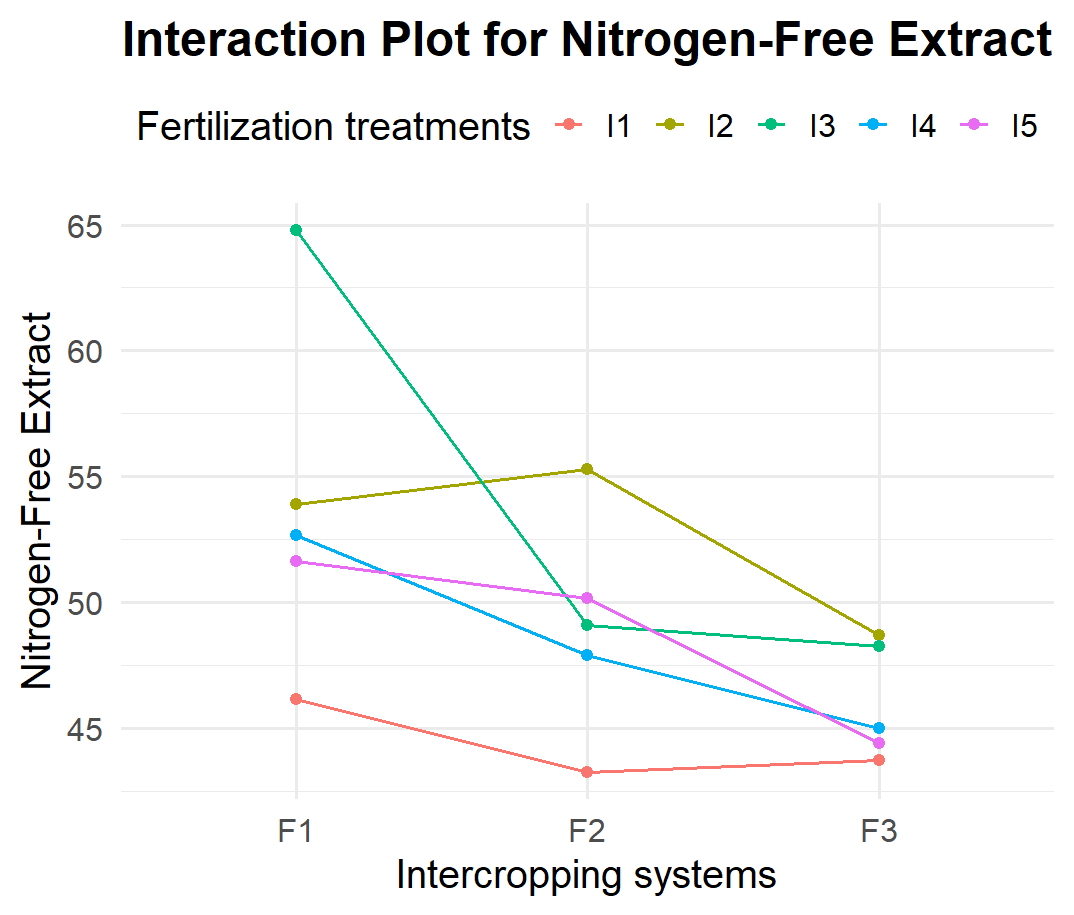 Interaction Plot for Nitrogen-Free Extract
Fertilization treatments I1 I2 I3 I4 I5
Nitrogen-Free Extract
65
60
55
50
45
F1 F2 F3
Intercropping systems